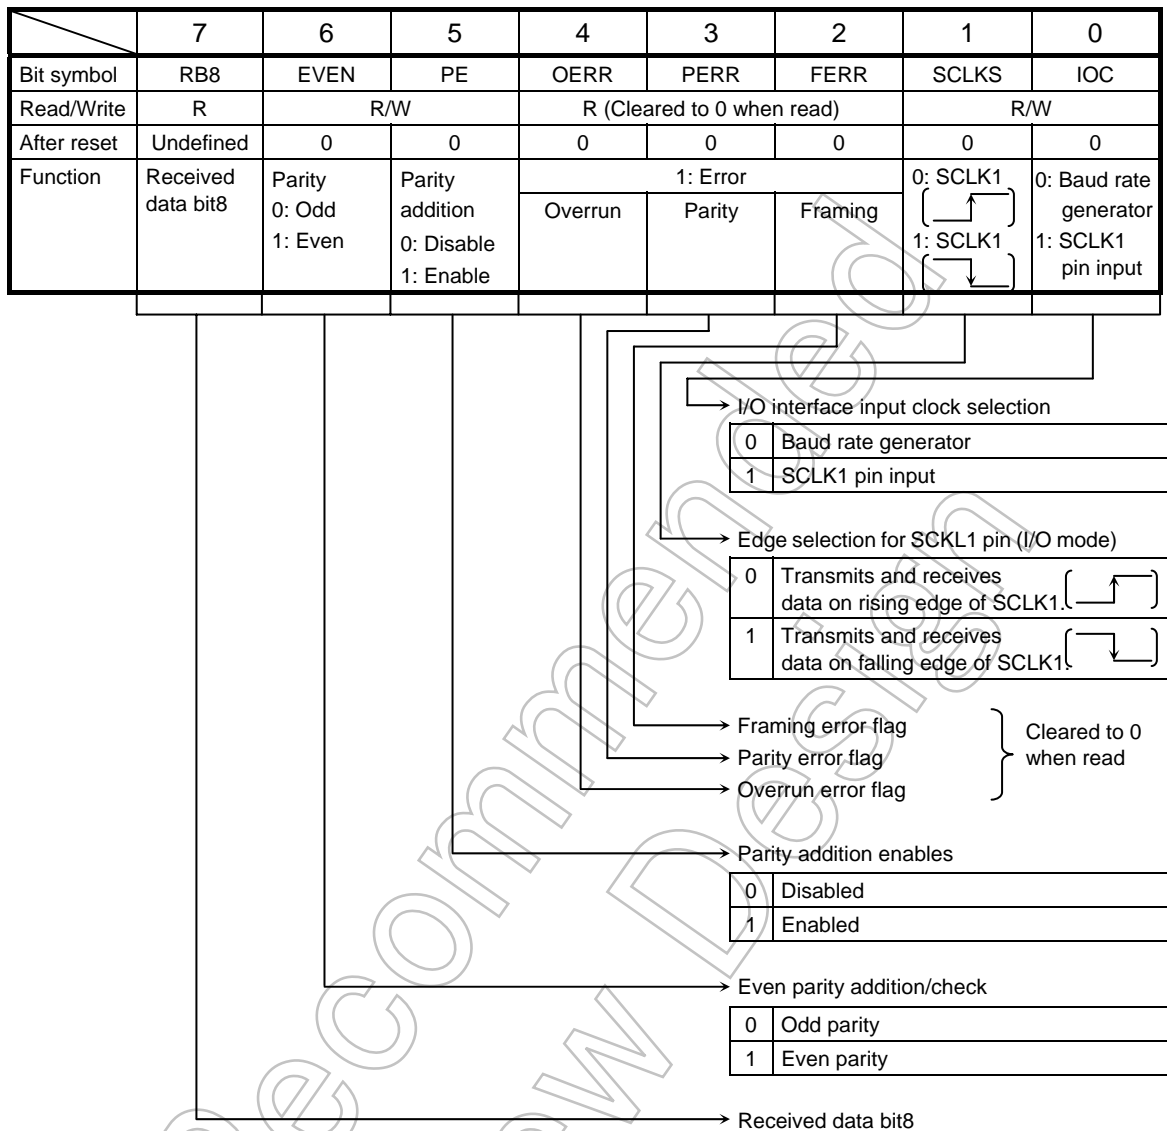 7 6 5 4 3 2 1 0
Bit symbol RB8 EVEN PE OERR PERR FERR SCLKS IOC
Read/Write R R/W R (Cleared to 0 when read) R/W
After reset Undefined 0 0 0 0 0 0 0
Function
Received
data bit8
Parity
0: Odd
1: Even
Parity
addition
0: Disable
1: Enable
1: Error
Overrun Parity Framing
0: SCLK1
1: SCLK1
0: Baud rate
generator
1: SCLK1
pin input
I/O interface input clock selection
0 Baud rate generator
1 SCLK1 pin input
Edge selection for SCKL1 pin (I/O mode)
0 Transmits and receives
data on rising edge of SCLK1.
1 Transmits and receives
data on falling edge of SCLK1.
Framing error flag
Parity error flag
Overrun error flag
Cleared to 0
when read
Parity addition enables
0 Disabled
1 Enabled
Even parity addition/check
0 Odd parity
1 Even parity
Received data bit8
ecommended
w Design